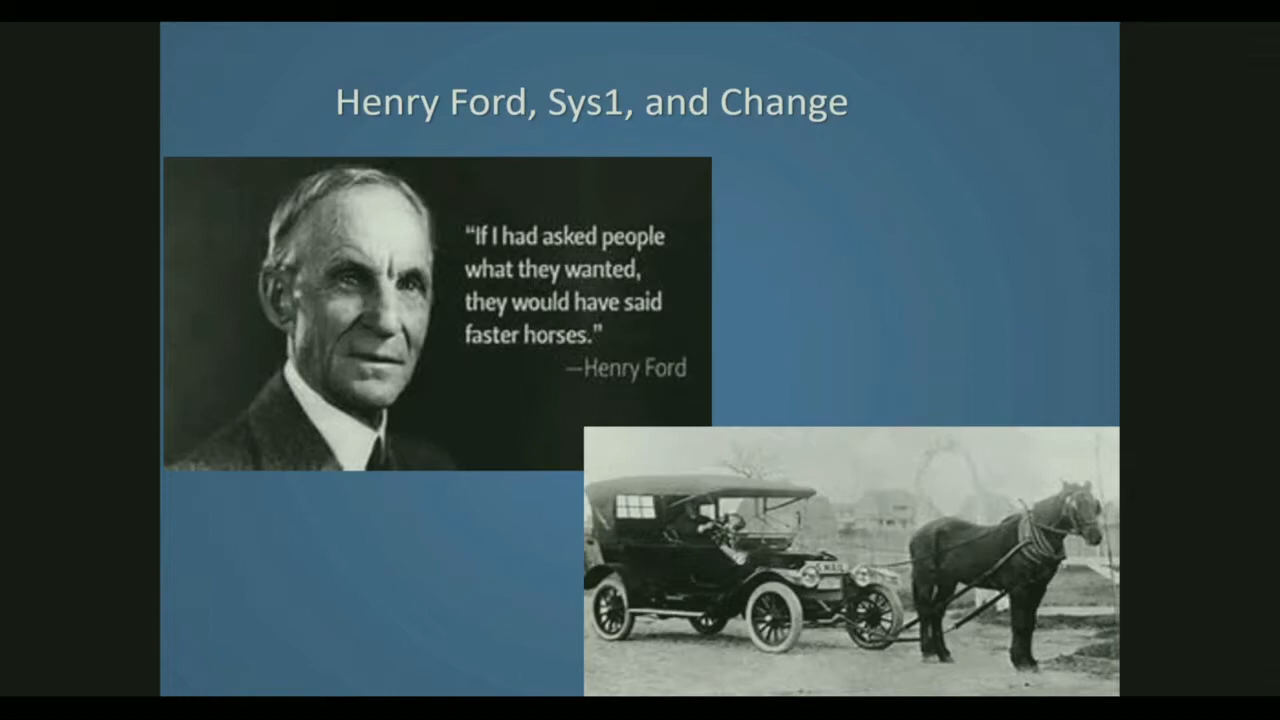 Henry Ford, Sys1, and Change
“If I had asked people
what they wanted,
they would have said
faster horses.”
—Henry Ford